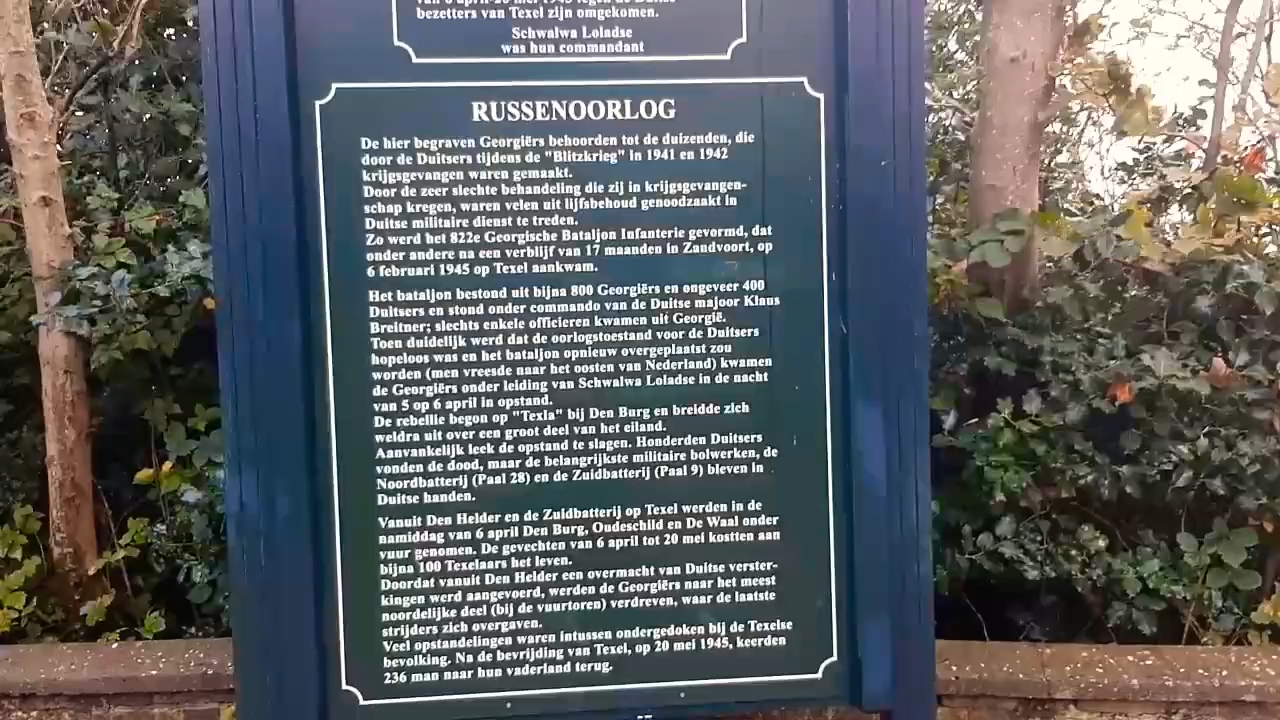 van 6 april-20 mei 1945 tegen de Duitse
bezetters van Texel zijn omgekomen.
Schwalwa Loladse
was hun commandant
RUSSENOORLOG
De hier begraven Georgiërs behoorden tot de duizenden, die
door de Duitsers tijdens de "Blitzkrieg" in 1941 en 1942
krijgsgevangen waren gemaakt.
Door de zeer slechte behandeling die zij in krijgsgevangen-
schap kregen, waren velen uit lijfsbehoud genoodzaakt in
Duitse militaire dienst te treden.
Zo werd het 822e Georgische Bataljon Infanterie gevormd, dat
onder andere na een verblijf van 17 maanden in Zandvoort, op
6 februari 1945 op Texel aankwam.
Het bataljon bestond uit bijna 800 Georgiërs en ongeveer 400
Duitsers en stond onder commando van de Duitse majoor Klaus
Breitner; slechts enkele officieren kwamen uit Georgië.
Toen duidelijk werd dat de oorlogstoestand voor de Duitsers
hopeloos was en het bataljon opnieuw overgeplaatst zou
worden (men vreesde naar het oosten van Nederland) kwamen
de Georgiërs onder leiding van Schwalwa Loladse in de nacht
van 5 op 6 april in opstand.
De rebellie begon op "Texla" bij Den Burg en breidde zich
weldra uit over een groot deel van het eiland.
Aanvankelijk leek de opstand te slagen. Honderden Duitsers
vonden de dood, maar de belangrijkste militaire bolwerken, de
Noordbatterij (Paal 28) en de Zuidbatterij (Paal 9) bleven in
Duitse handen.
Vanuit Den Helder en de Zuidbatterij op Texel werden in de
namiddag van 6 april Den Burg, Oudeschild en De Waal onder
vuur genomen. De gevechten van 6 april tot 20 mei kostten aan
bijna 100 Texelaars het leven.
Doordat vanuit Den Helder een overmacht van Duitse verster-
kingen werd aangevoerd, werden de Georgiërs naar het meest
noordelijke deel (bij de vuurtoren) verdreven, waar de laatste
strijders zich overgaven.
Veel opstandelingen waren intussen ondergedoken bij de Texelse
bevolking. Na de bevrijding van Texel, op 20 mei 1945, keerden
236 man naar hun vaderland terug.